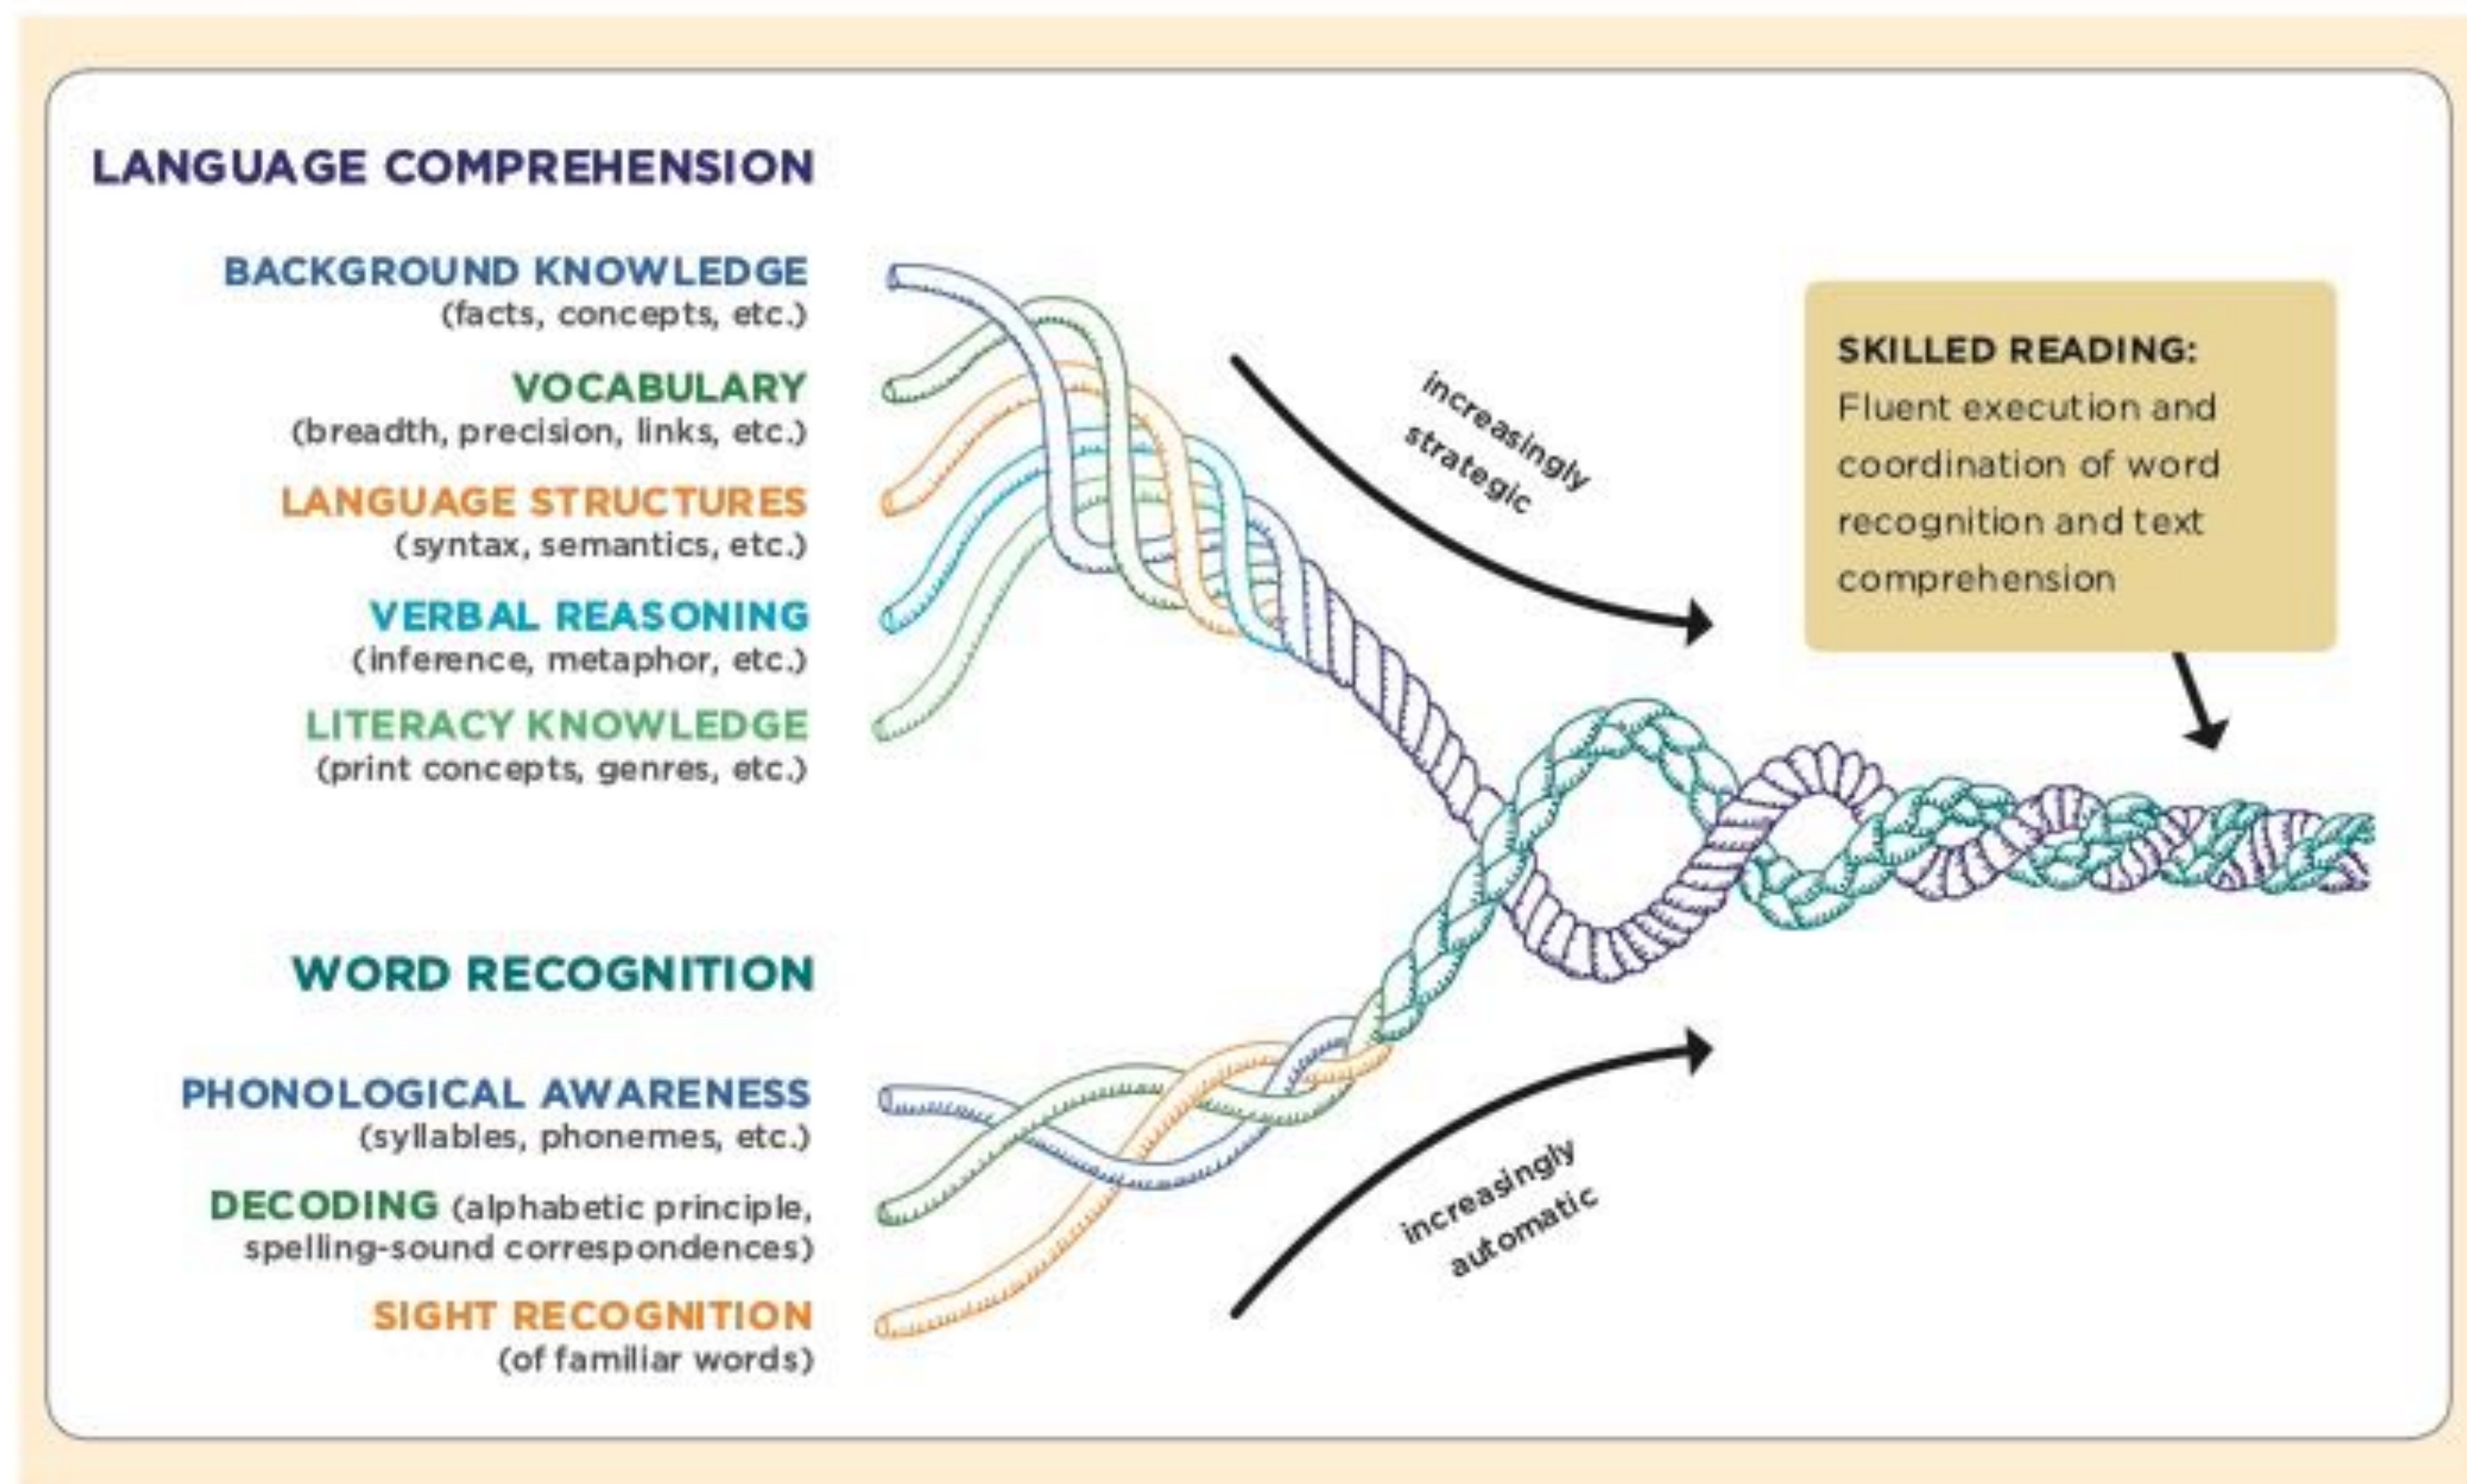 LANGUAGE COMPREHENSION
BACKGROUND KNOWLEDGE
(facts, concepts, etc.)
VOCABULARY
(breadth, precision, links, etc.)
LANGUAGE STRUCTURES
(syntax, semantics, etc.)
VERBAL REASONING
(inference, metaphor, etc.)
LITERACY KNOWLEDGE
(print concepts, genres, etc.)
WORD RECOGNITION
PHONOLOGICAL AWARENESS
(syllables, phonemes, etc.)
DECODING (alphabetic principle,
spelling-sound correspondences)
SIGHT RECOGNITION
(of familiar words)
increasingly
strategic
increasingly
automatic
SKILLED READING:
Fluent execution and
coordination of word
recognition and text
comprehension